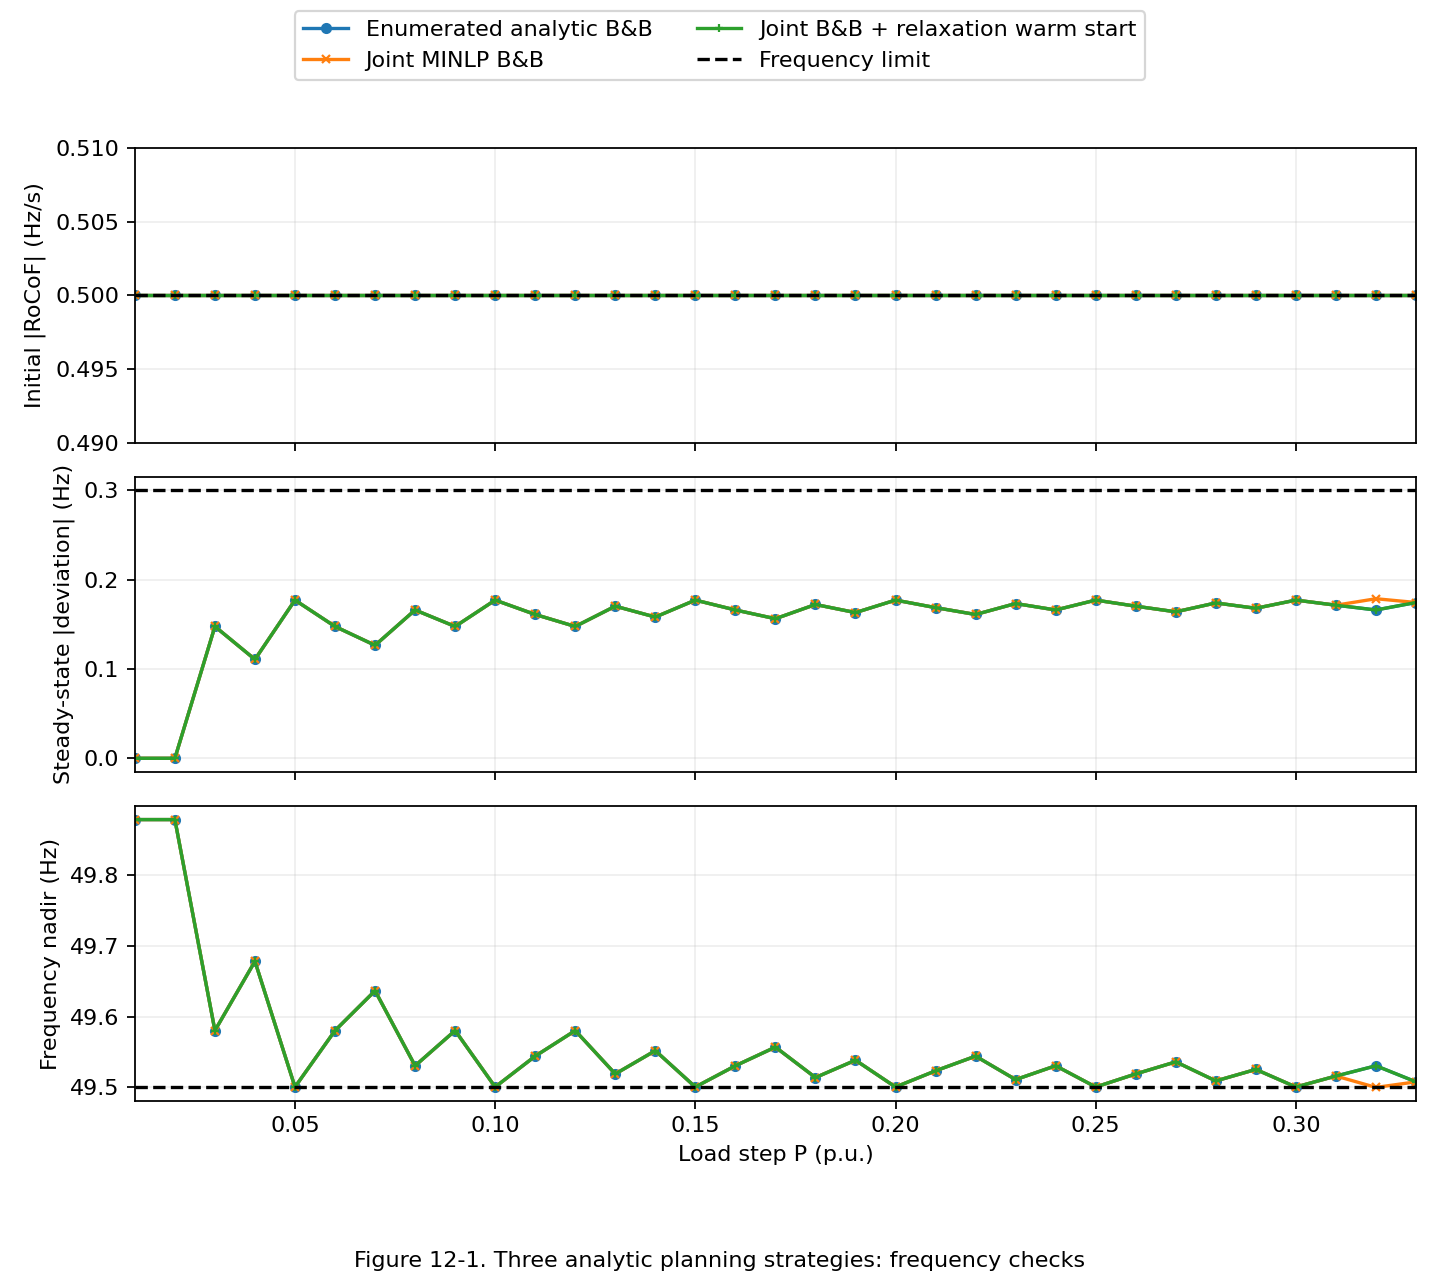 Enumerated analytic B&B
Joint MINLP B&B
Joint B&B + relaxation warm start
Frequency limit
Initial |RoCoF| (Hz/s)
0.510
0.505
0.500
0.495
0.490
Steady-state |deviation| (Hz)
0.3
0.2
0.1
0.0
Frequency nadir (Hz)
49.8
49.7
49.6
49.5
0.05 0.10 0.15 0.20 0.25 0.30
Load step P (p.u.)
Figure 12-1. Three analytic planning strategies: frequency checks